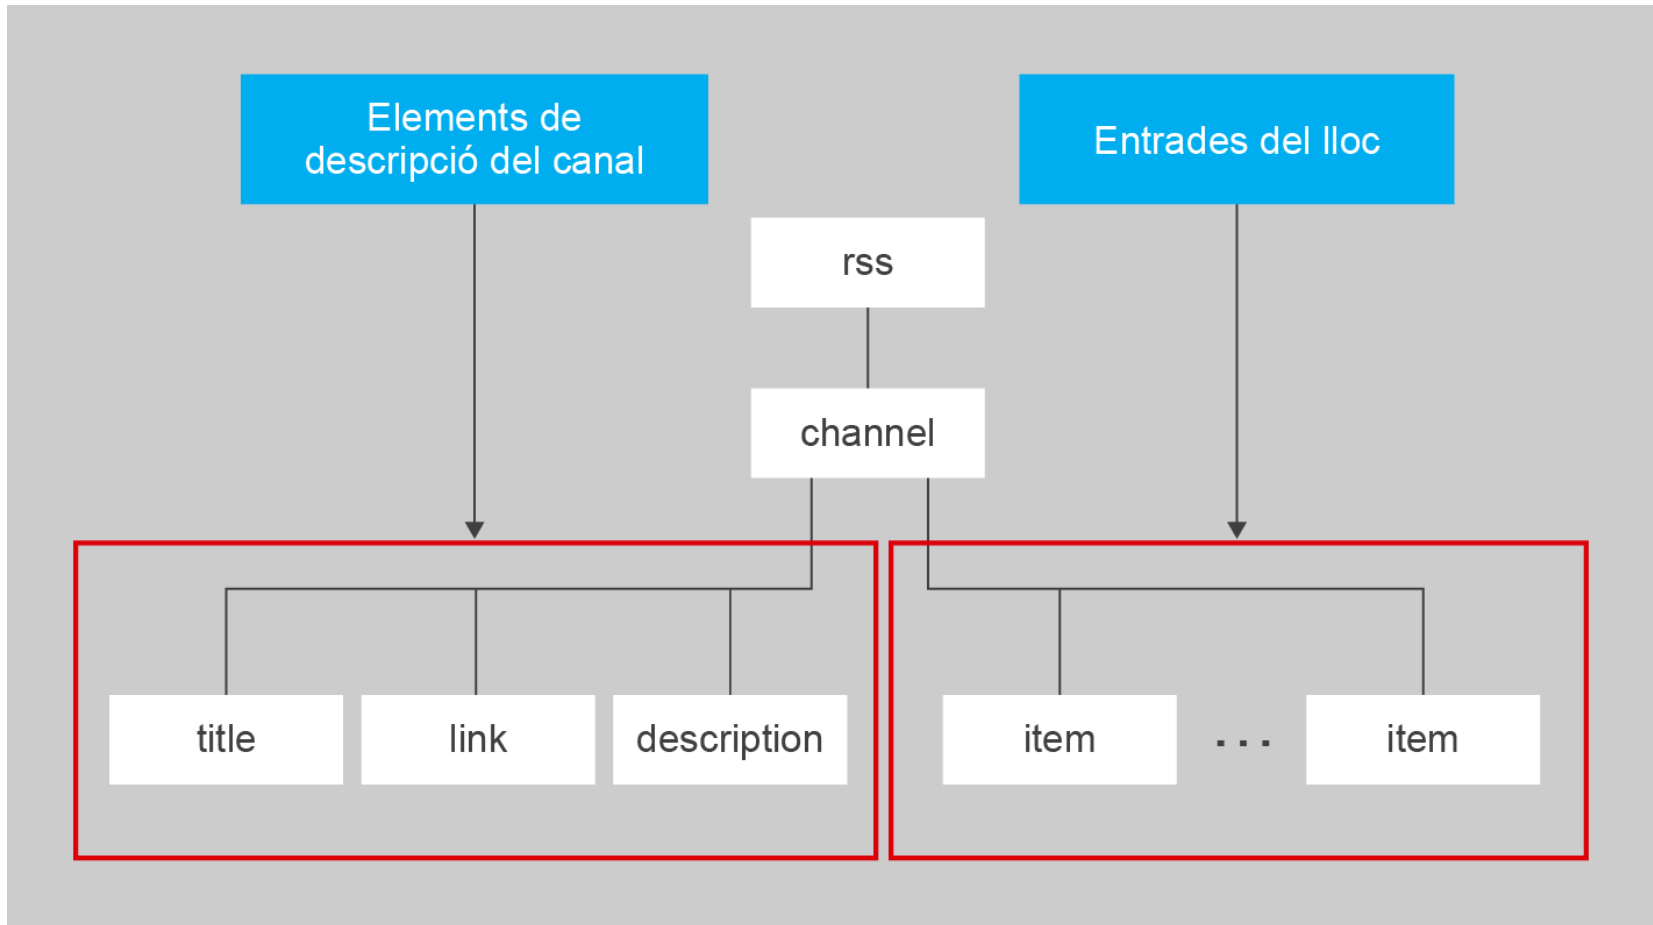 Elements de
descripció del canal
Entrades del lloc
rss
channel
title
link
description
item
...
item